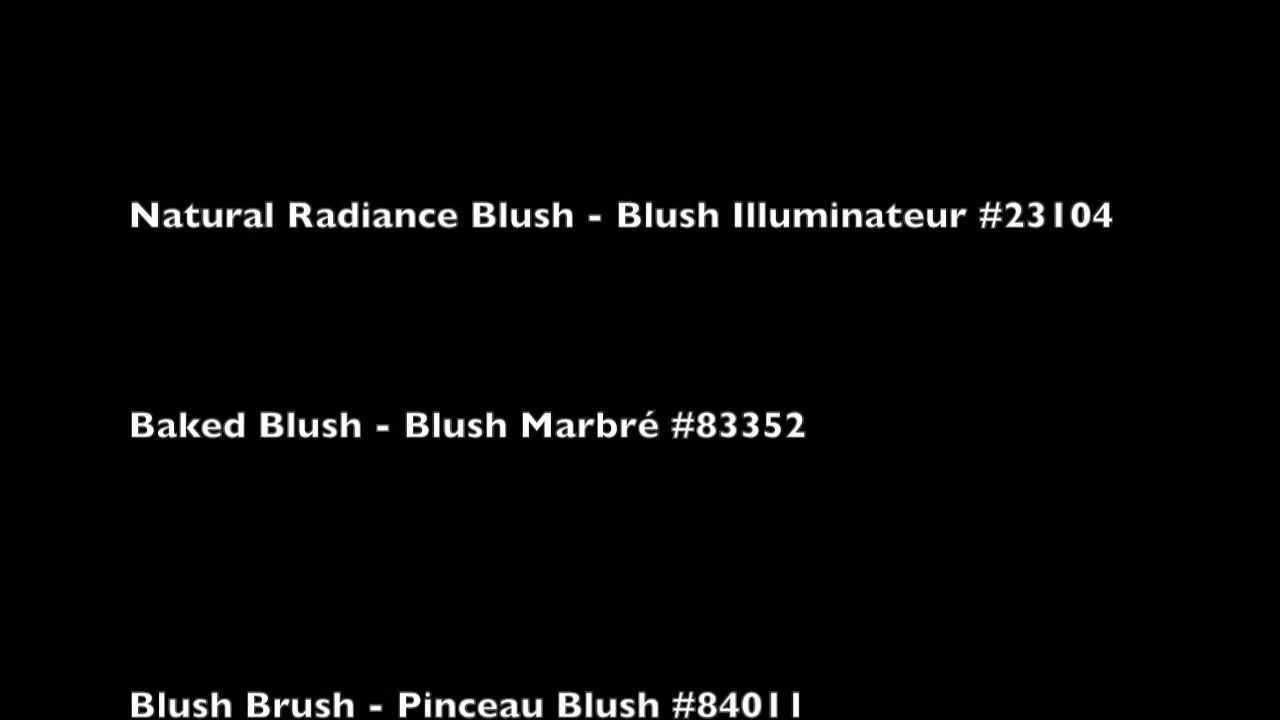 Natural Radiance Blush - Blush Illuminateur #23104
Baked Blush - Blush Marbré #83352
Blush Brush - Pinceau Blush #84011